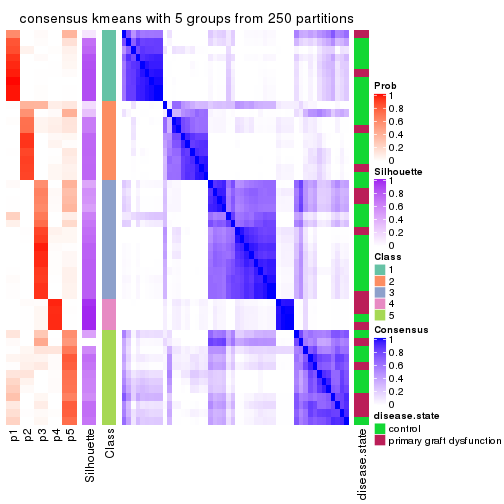 consensus kmeans with 5 groups from 250 partitions
Prob
1
0.8
0.6
0.4
0.2
0
Silhouette
1
0.8
0.6
0.4
0.2
0
Class
1
2
3
4
5
Consensus
1
0.8
0.6
0.4
0.2
0
disease.state
control
primary graft dysfunction
p1
p2
p3
p4
p5
Silhouette
Class
disease.state